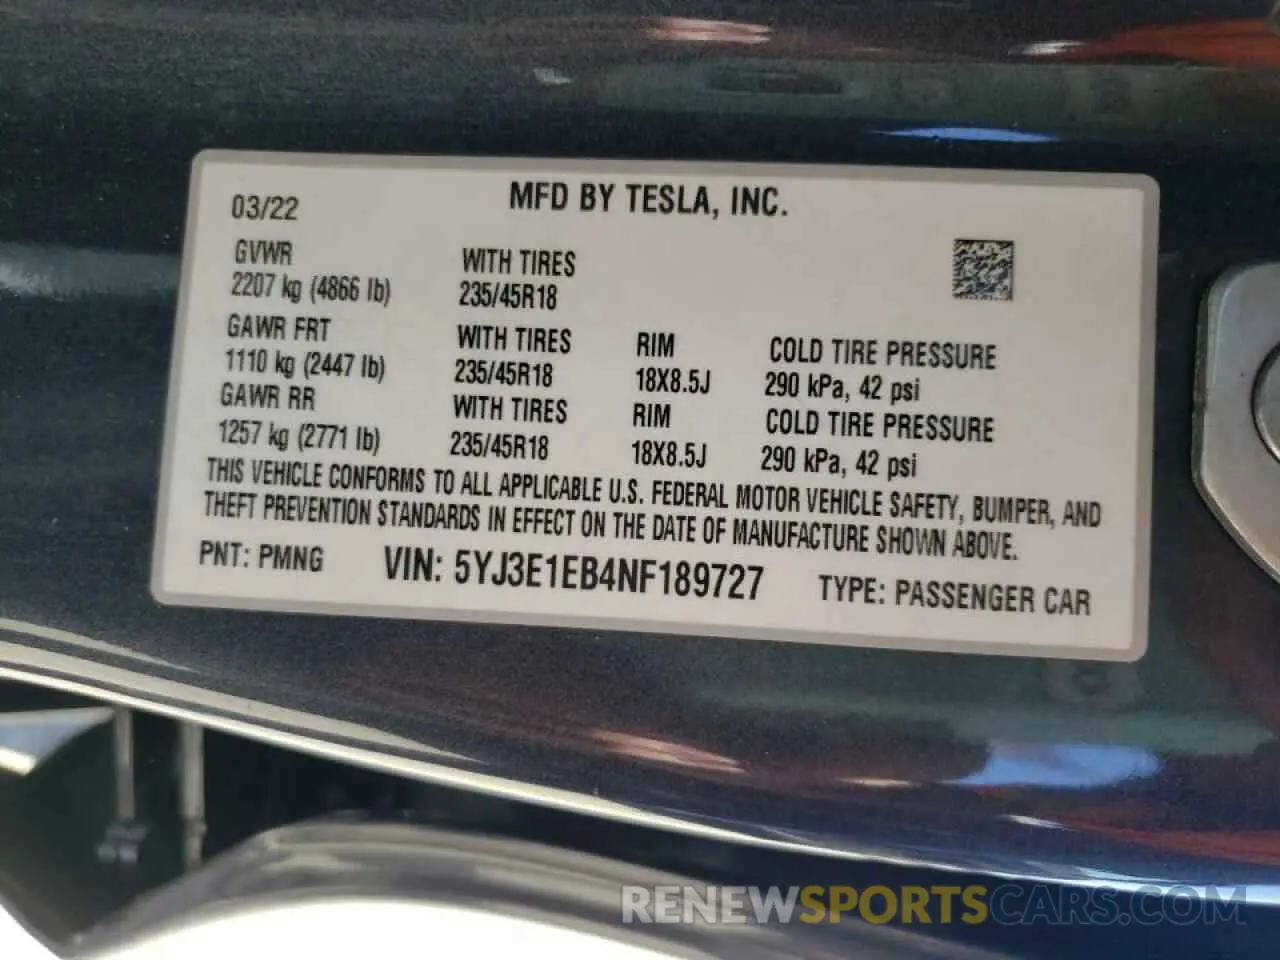 MFD BY TESLA, INC.
03/22
GVWR
2207 kg (4866 lb)
WITH TIRES
235/45R18
GAWR FRT
1110 kg (2447 lb)
WITH TIRES
235/45R18
RIM
18X8.5J
COLD TIRE PRESSURE
290 kPa, 42 psi
GAWR RR
1257 kg (2771 lb)
WITH TIRES
235/45R18
RIM
18X8.5J
COLD TIRE PRESSURE
290 kPa, 42 psi
THIS VEHICLE CONFORMS TO ALL APPLICABLE U.S. FEDERAL MOTOR VEHICLE SAFETY, BUMPER, AND
THEFT PREVENTION STANDARDS IN EFFECT ON THE DATE OF MANUFACTURE SHOWN ABOVE.
PNT: PMNG VIN: 5YJ3E1EB4NF189727 TYPE: PASSENGER CAR
RENEWSPORTSCARS.COM